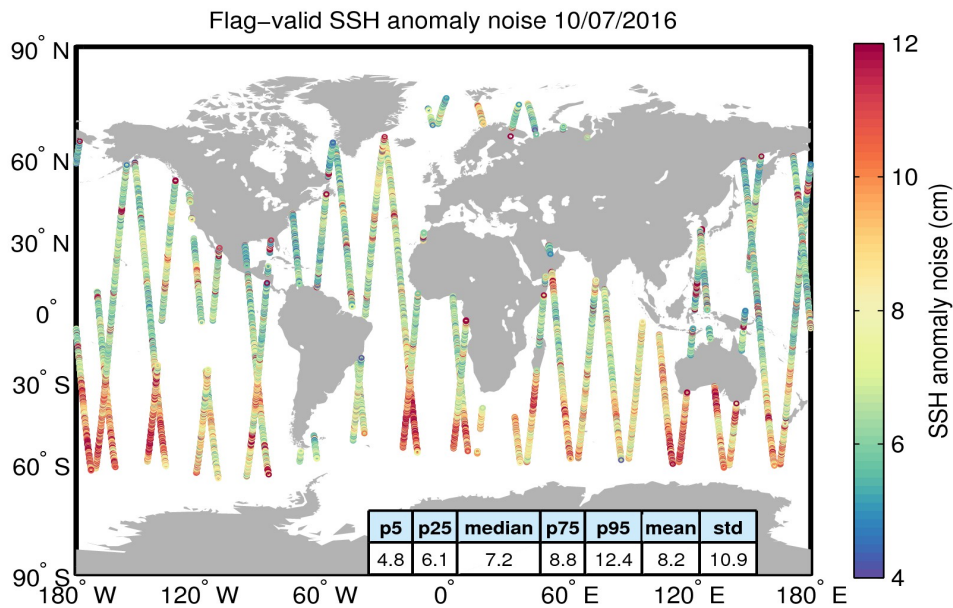 Flag−valid SSH anomaly noise 10/07/2016
90° N
60° N
30° N
0°
30° S
60° S
90° S
180° W 120° W 60° W 0° 60° E 120° E 180° E
p5 p25 median p75 p95 mean std
4.8 6.1 7.2 8.8 12.4 8.2 10.9
12
10
8
6
4
SSH anomaly noise (cm)